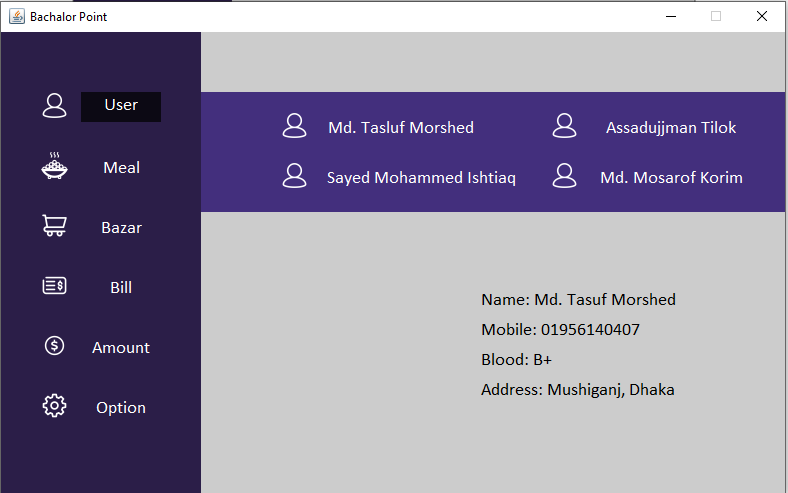 Bachalor Point
User
Meal
Bazar
Bill
Amount
Option
Md. Tasluf Morshed
Assadujjman Tilok
Sayed Mohammed Ishtiaq
Md. Mosarof Korim
Name: Md. Tasuf Morshed
Mobile: 01956140407
Blood: B+
Address: Mushiganj, Dhaka